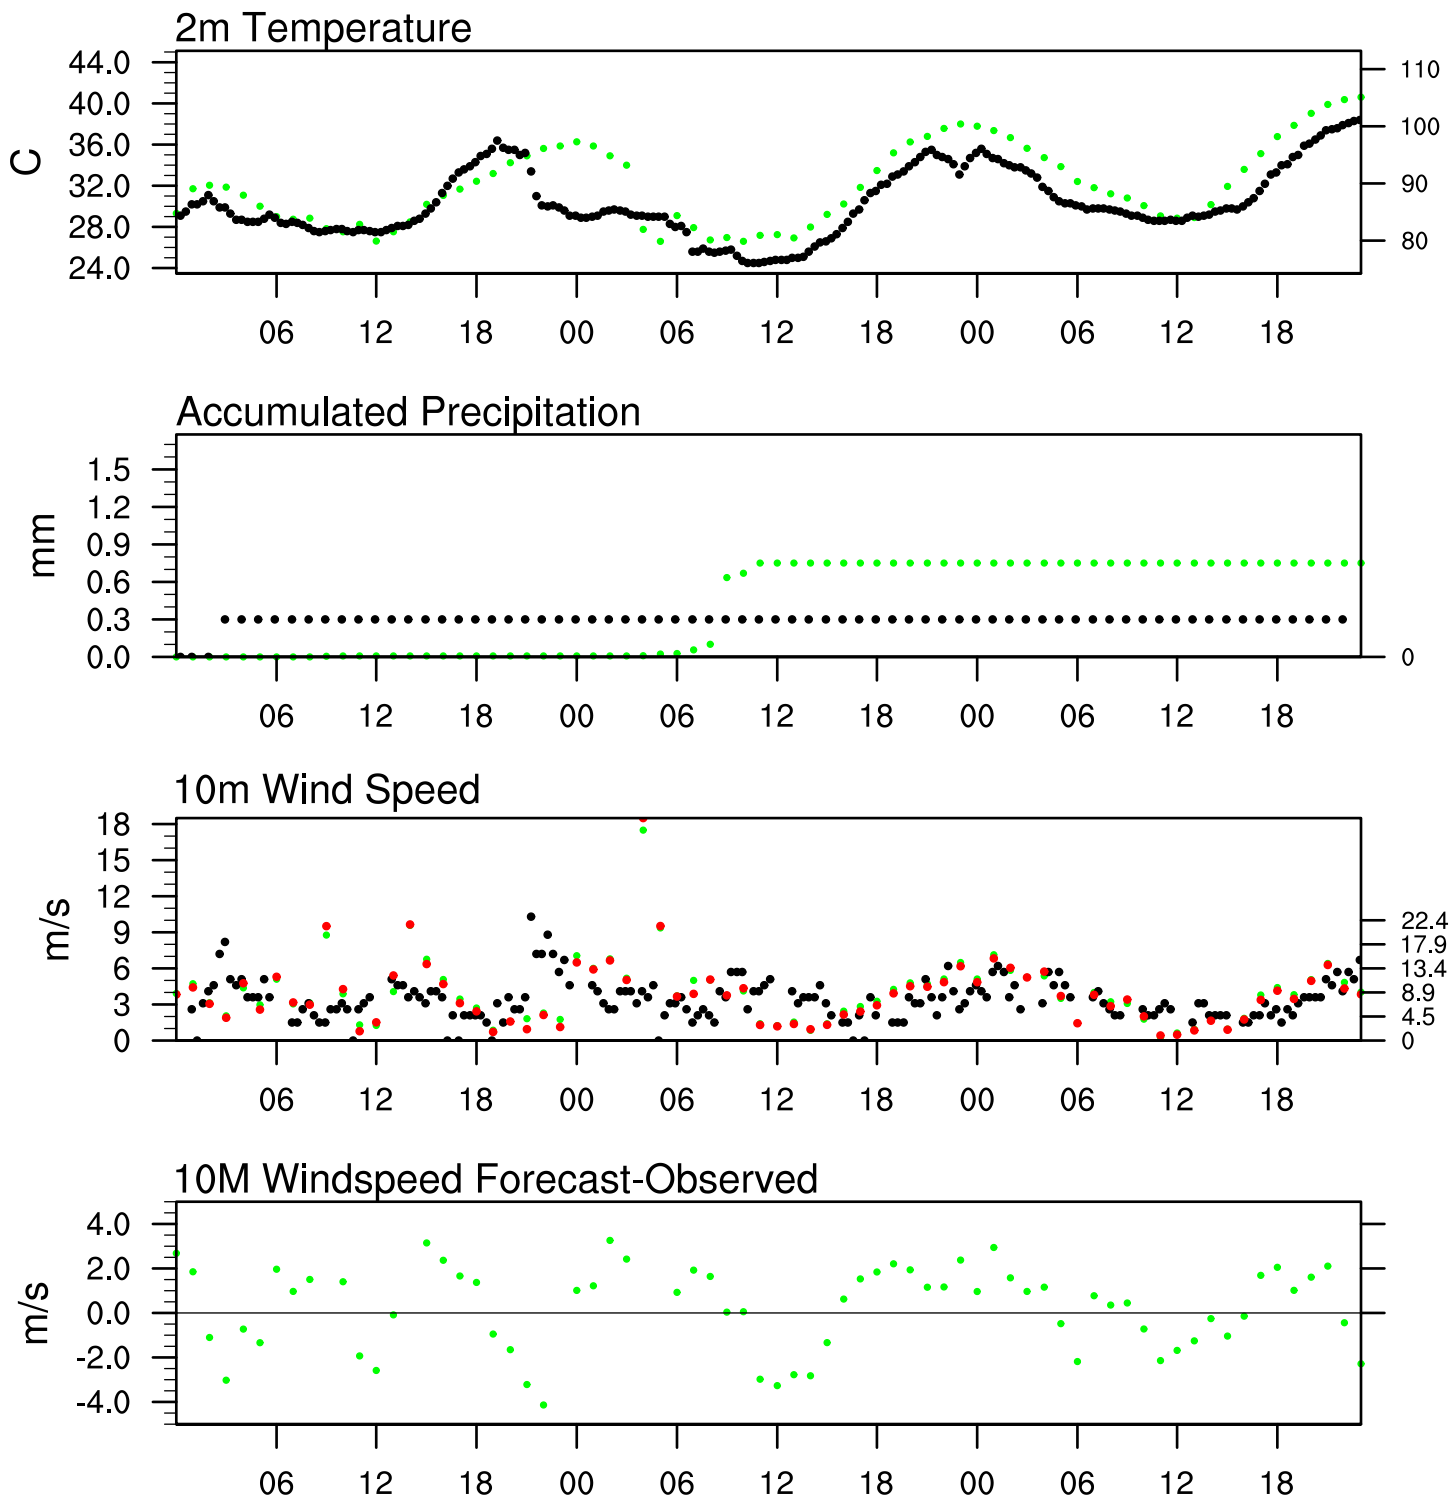 2m Temperature
44.0
40.0
36.0
32.0
28.0
24.0
C
110
100
90
80
06 12 18 00 06 12 18 00 06 12 18
Accumulated Precipitation
1.5
1.2
0.9
0.6
0.3
0.0
mm
0
06 12 18 00 06 12 18 00 06 12 18
10m Wind Speed
18
15
12
9
6
3
0
m/s
22.4
17.9
13.4
8.9
4.5
0
06 12 18 00 06 12 18 00 06 12 18
10M Windspeed Forecast-Observed
4.0
2.0
0.0
-2.0
-4.0
m/s
06 12 18 00 06 12 18 00 06 12 18